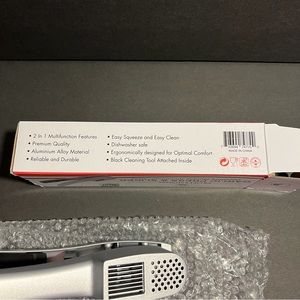 • 2 In 1 Multifunction Features
• Premium Quality
• Aluminium Alloy Material
• Reliable and Durable
• Easy Squeeze and Easy Clean
• Dishwasher safe
• Ergonomically designed for Optimal Comfort
• Black Cleaning Tool Attached Inside